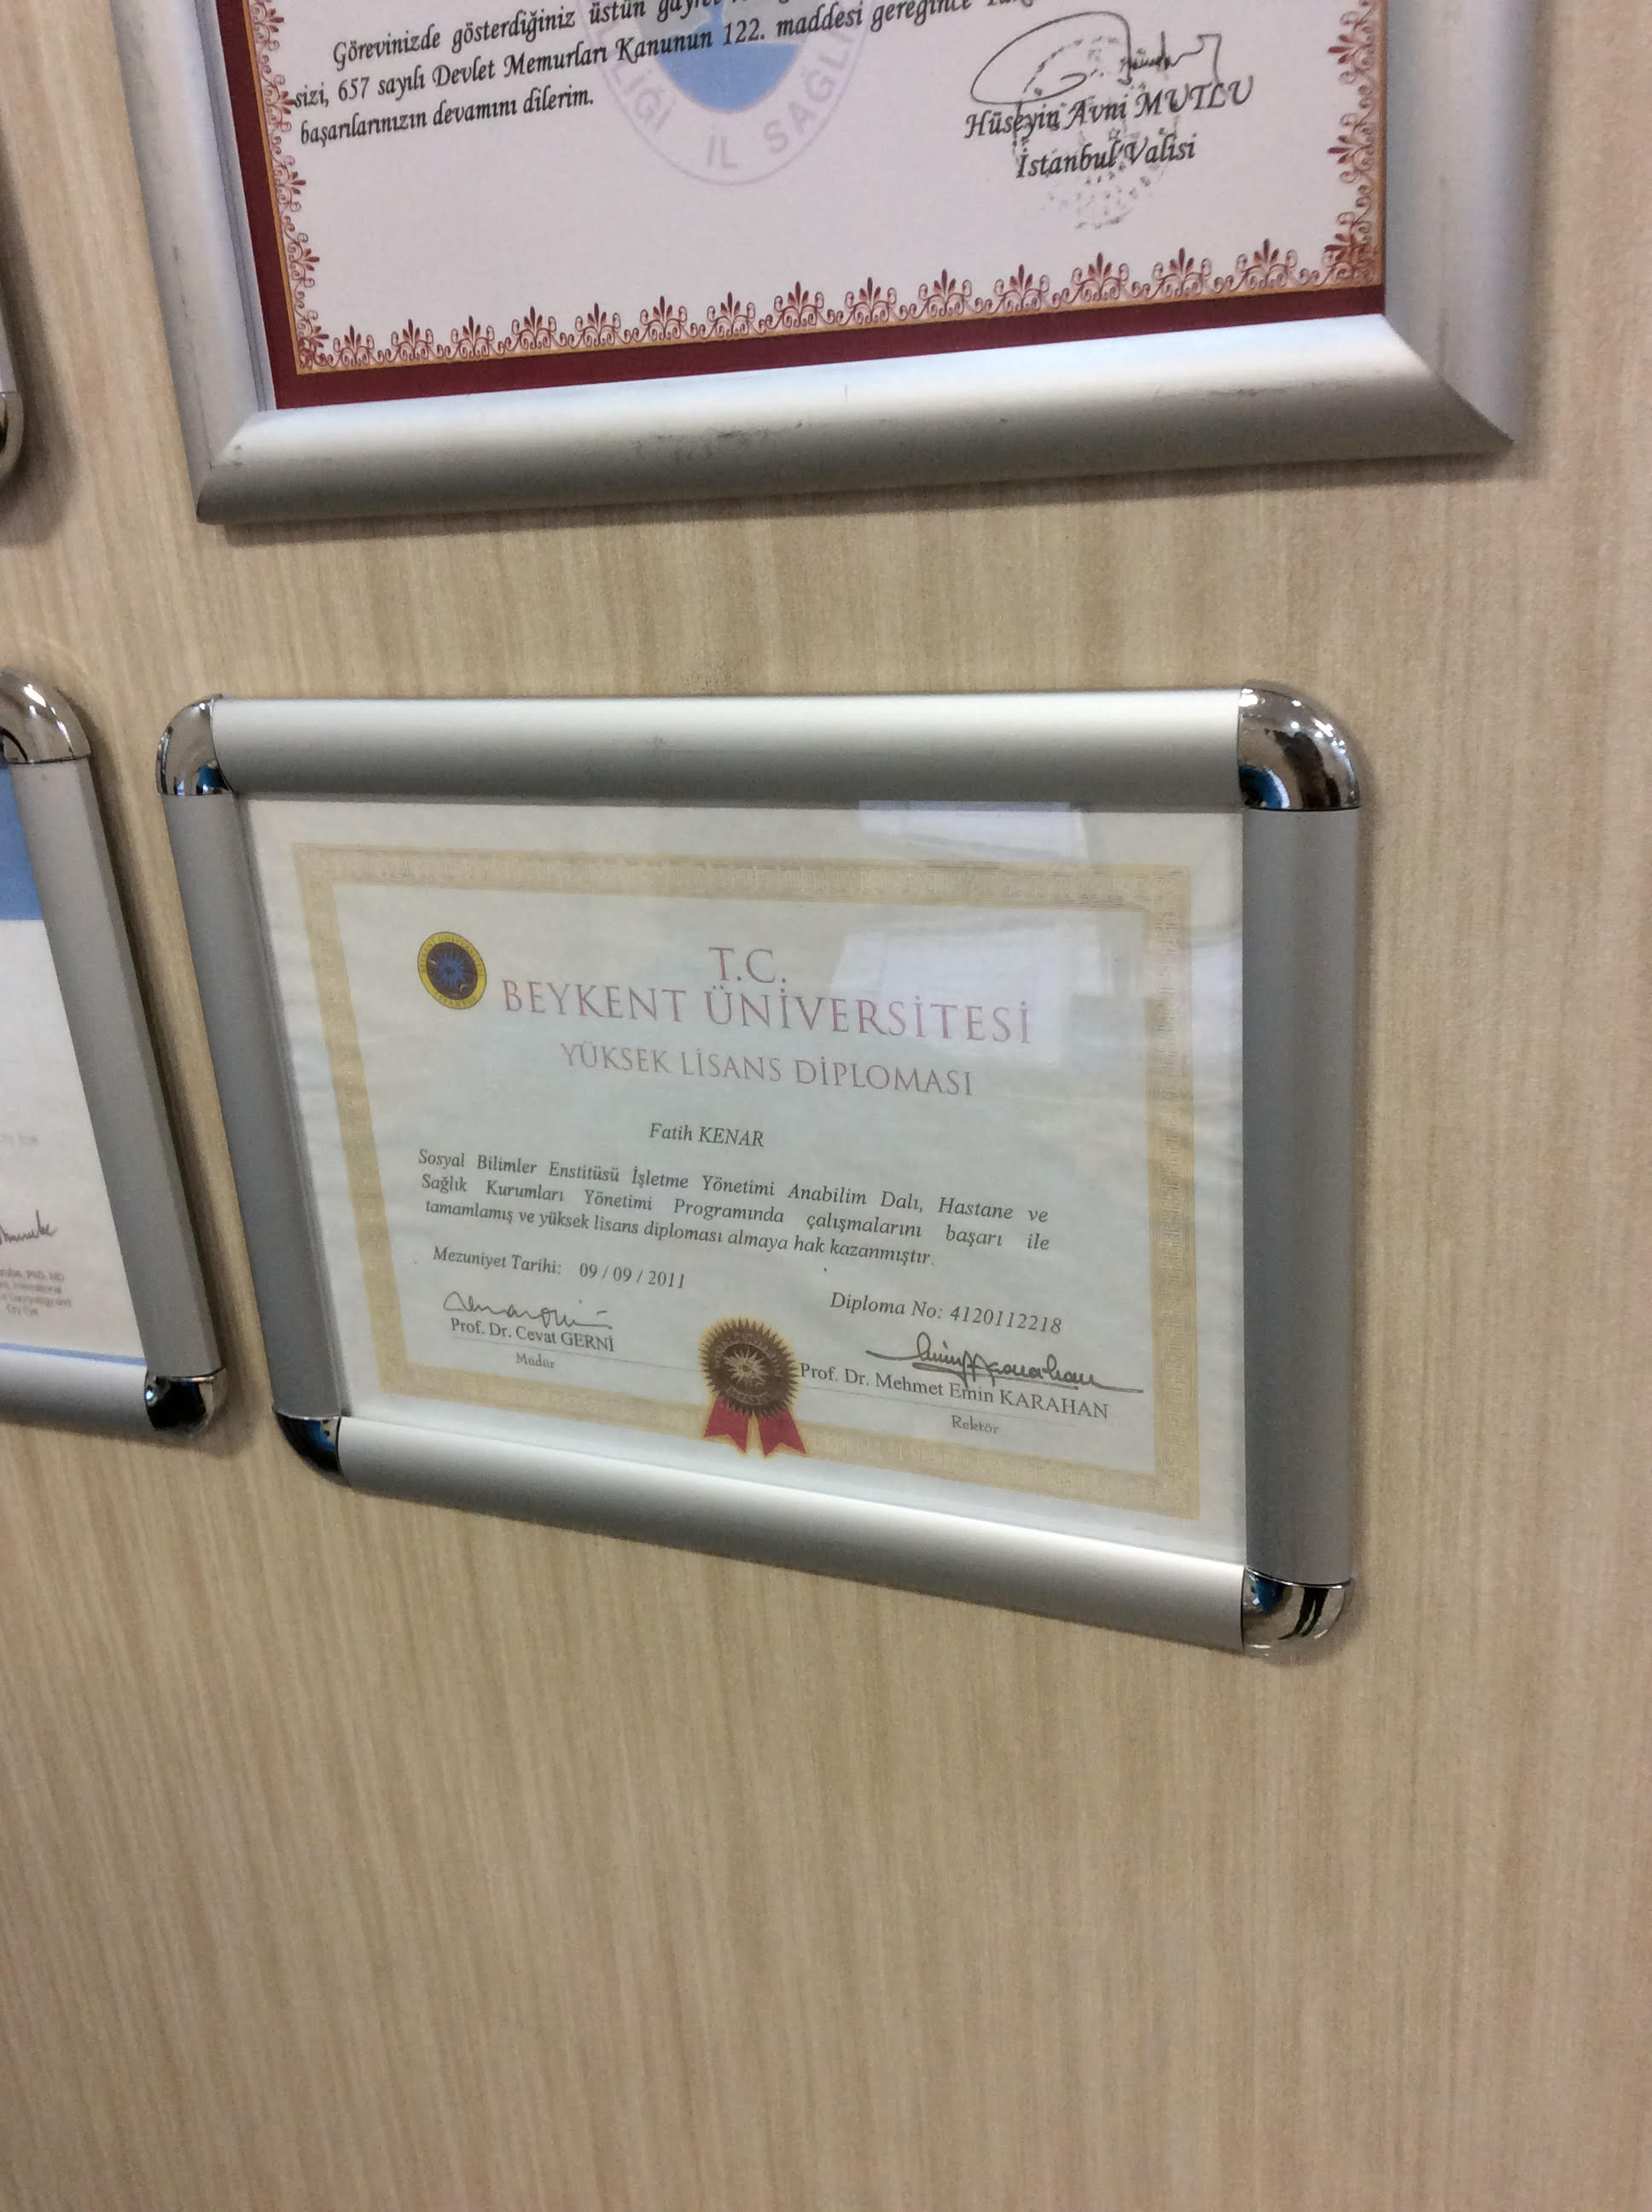 Görevinizde gösterdiğiniz üstün
sizi, 657 sayılı Devlet Memurları Kanunun 122. maddesi gereğince
başarılarınızın devamını dilerim.
İL SAĞLI
Hüseyin Avni MUTLU
İstanbul Valisi
T.C.
BEYKENT ÜNİVERSİTESİ
YÜKSEK LİSANS DİPLOMASI
Fatih KENAR
Sosyal Bilimler Enstitüsü İşletme Yönetimi Anabilim Dalı, Hastane ve
Sağlık Kurumları Yönetimi Programında çalışmalarını başarı ile
tamamlamış ve yüksek lisans diploması almaya hak kazanmıştır.
Mezuniyet Tarihi: 09 / 09 / 2011
Diploma No: 4120112218
Prof. Dr. Cevat GERNİ
Müdür
Prof. Dr. Mehmet Emin KARAHAN
Rektör